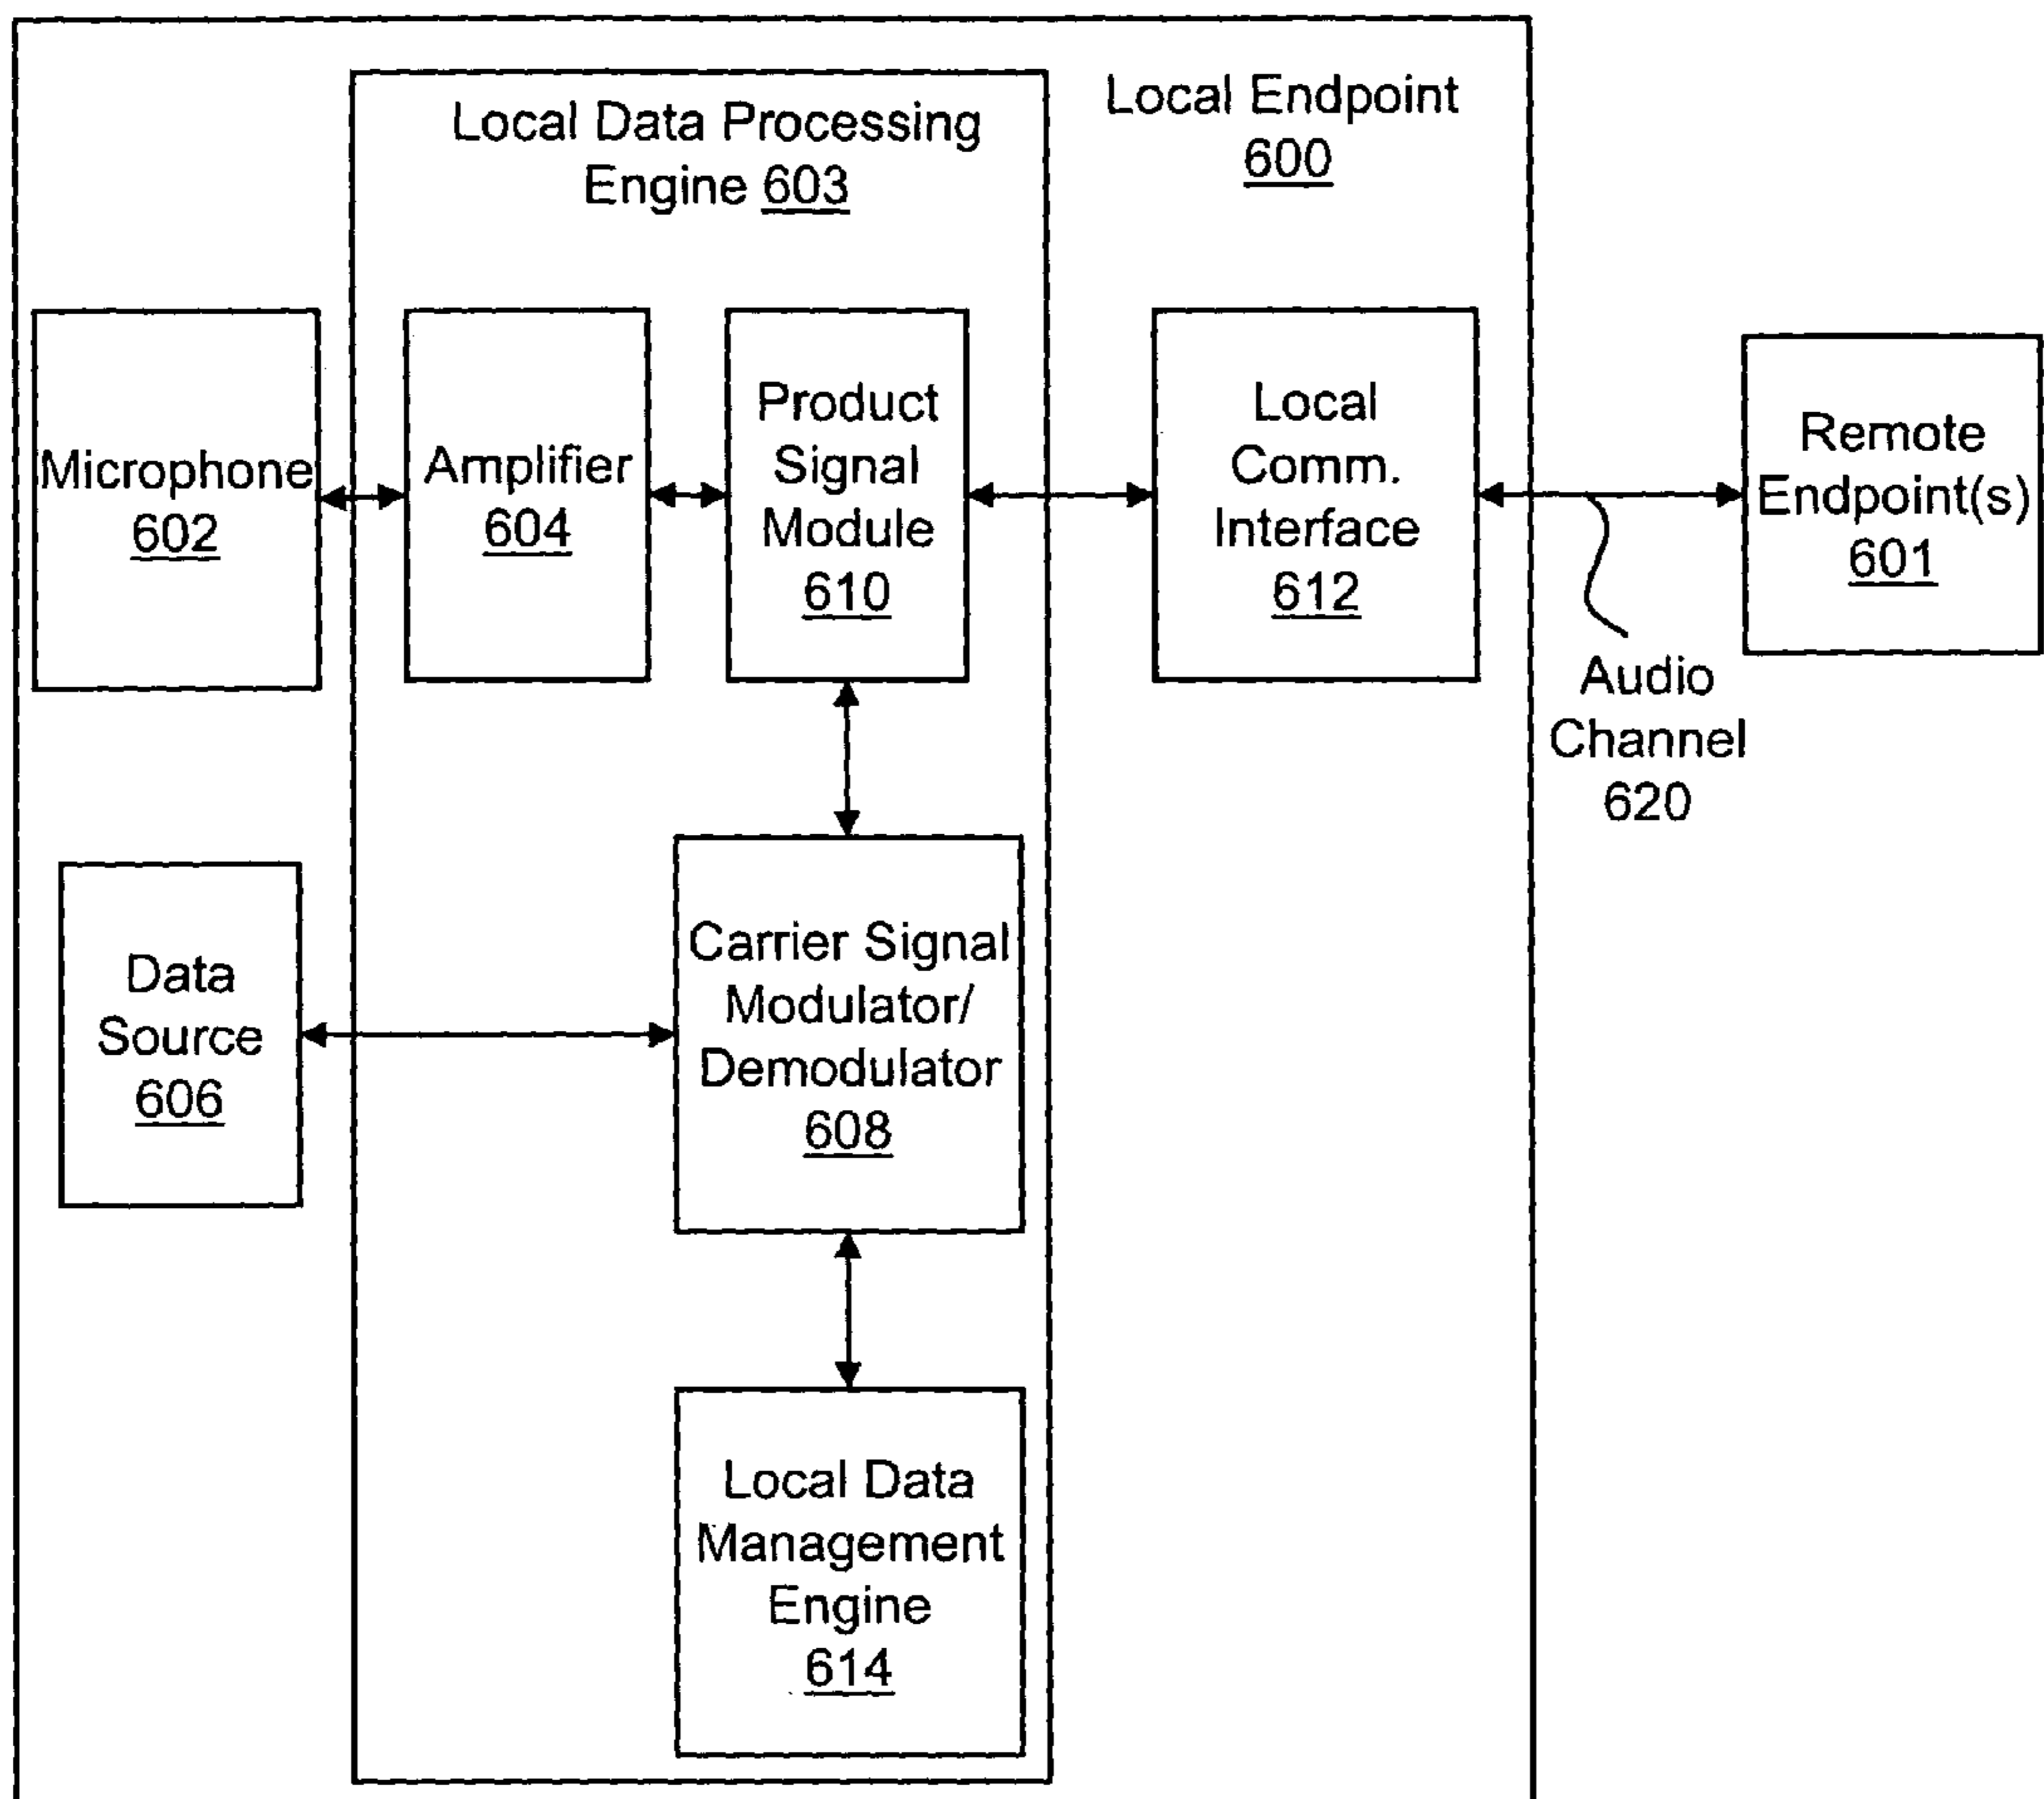 Local Data Processing
Engine 603
Local Endpoint
600
Microphone
602
Amplifier
604
Product
Signal
Module
610
Local
Comm.
Interface
612
Remote
Endpoint(s)
601
Audio
Channel
620
Data
Source
606
Carrier Signal
Modulator/
Demodulator
608
Local Data
Management
Engine
614